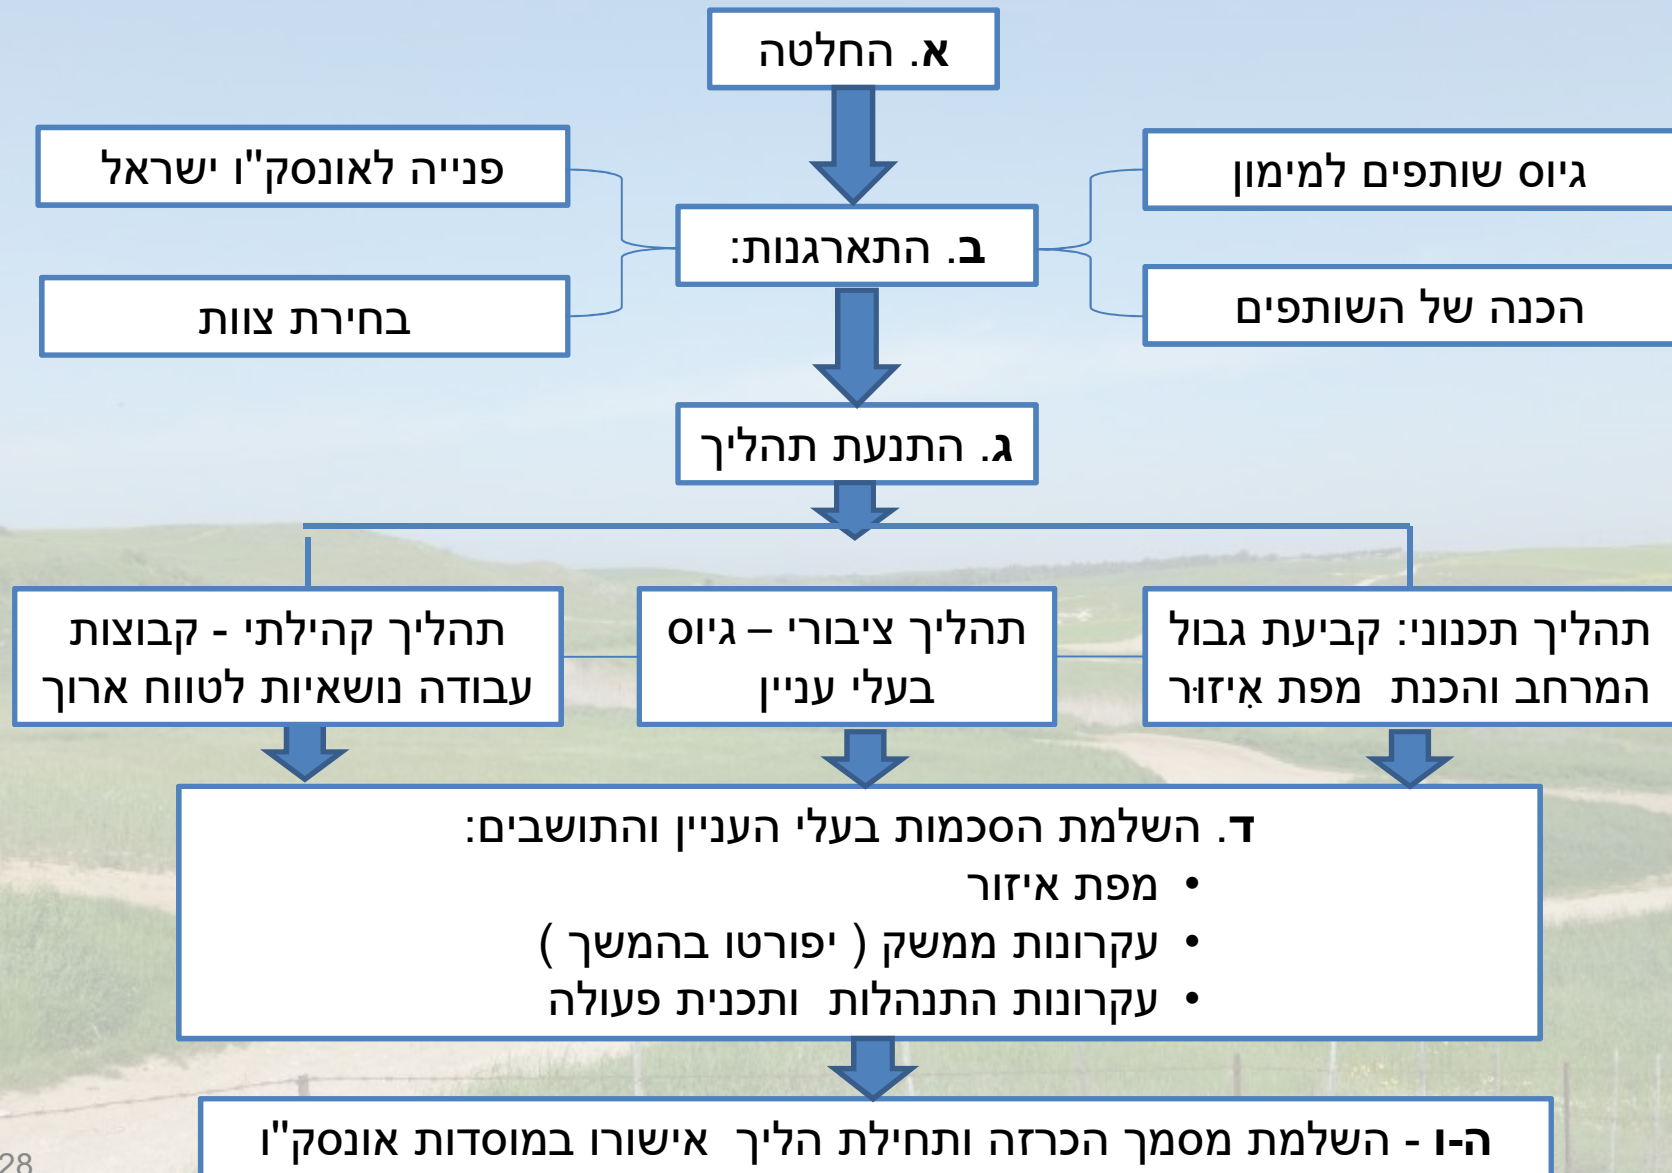 א. החלטה
גיוס שותפים למימון
פנייה לאונסק"ו ישראל
ב. התארגנות:
הכנה של השותפים
בחירת צוות
ג. התנעת תהליך
תהליך תכנוני: קביעת גבול
המרחב והכנת מפת אִיזוּר
תהליך ציבורי – גיוס
בעלי עניין
תהליך קהילתי - קבוצות
עבודה נושאיות לטווח ארוך
ד. השלמת הסכמות בעלי העניין והתושבים:
• מפת איזור
• עקרונות ממשק ( יפורטו בהמשך )
• עקרונות התנהלות ותכנית פעולה
ה-ו - השלמת מסמך הכרזה ותחילת הליך אישורו במוסדות אונסק"ו
28